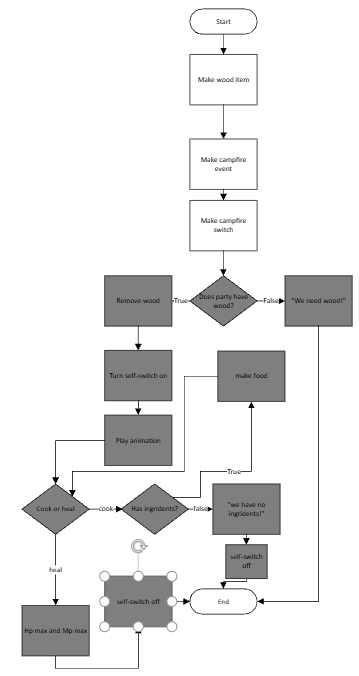 Start
Make wood item
Make campfire
event
Make campfire
switch
Remove wood
True
Does party have
wood?
False
"We need wood!"
Turn self-switch on
make food
Play animation
True
Cook or heal
cook
Has ingridents?
false
"we have no
ingridents!"
self-switch
off
heal
self-switch off
End
Hp max and Mp max